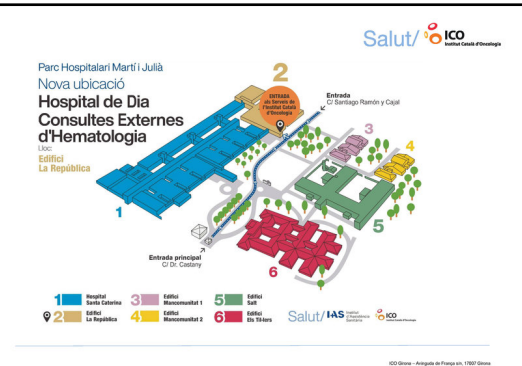 Salut/ ICO
Institut Català d'Oncologia
Parc Hospitalari Martí i Julià
Nova ubicació
Hospital de Dia
Consultes Externes
d'Hematologia
Lloc:
Edifici
La República
2
ENTRADA
als Serveis de
l'Institut Català
d'Oncologia
Entrada
C/ Santiago Ramón y Cajal
3
4
1
5
Entrada principal
C/ Dr. Castany
6
1 Hospital
Santa Caterina
3 Edifici
Mancomunitat 1
5 Edifici
Salt
2 Edifici
La República
4 Edifici
Mancomunitat 2
6 Edifici
Els Til·lers
Salut/ IAS Institut
d'Assistència
Sanitària
ICO
Institut Català d'Oncologia
ICO Girona – Avinguda de França s/n. 17007 Girona